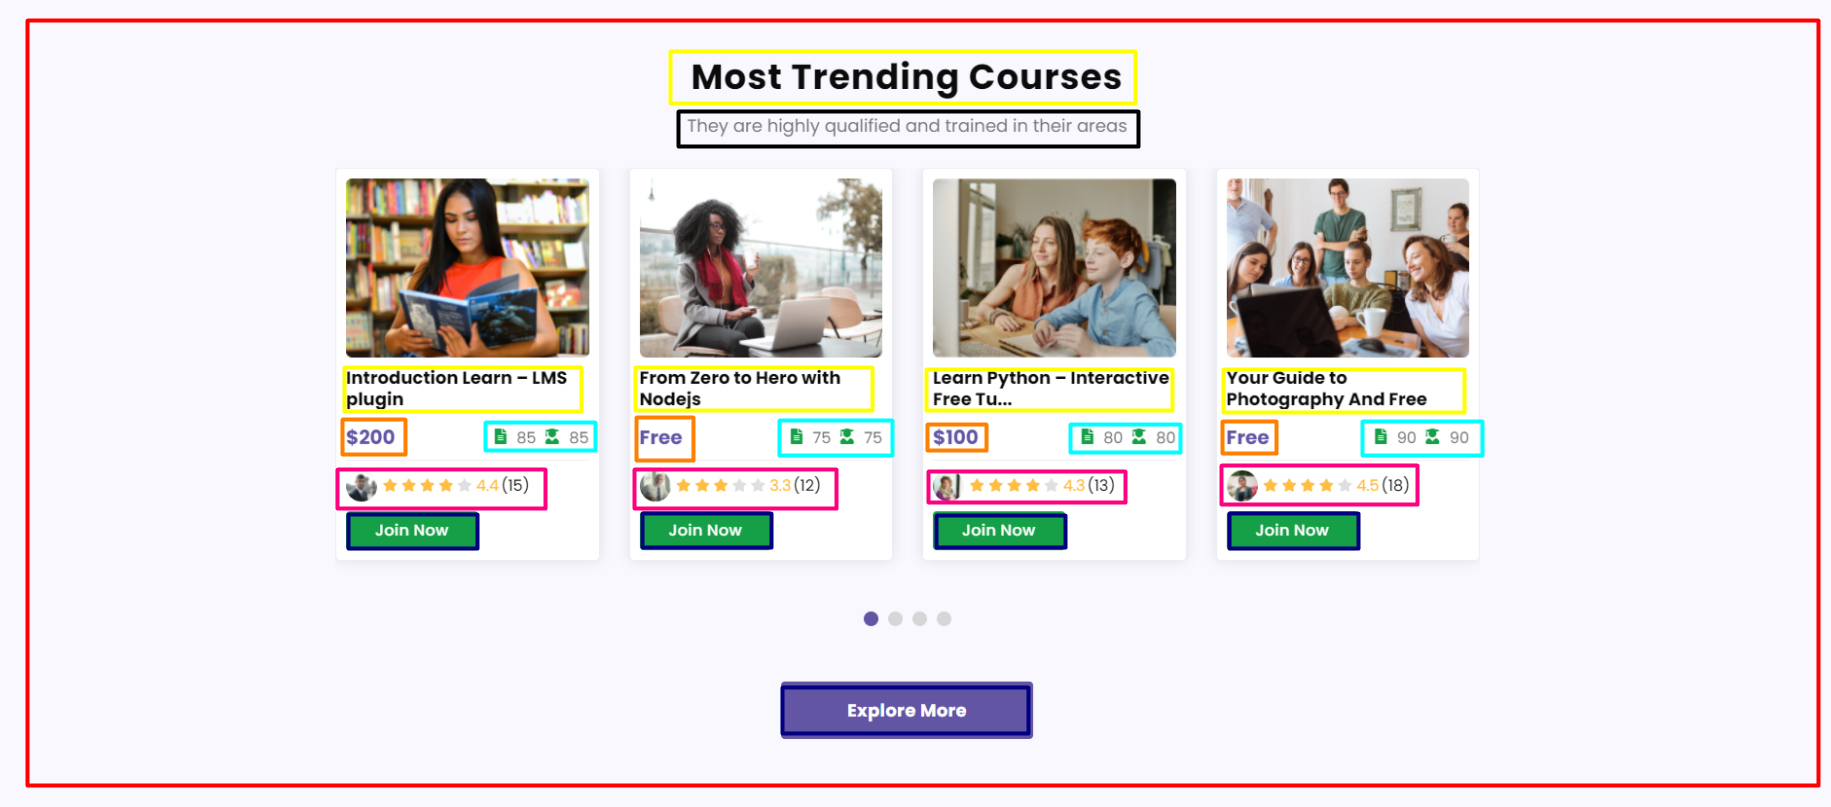 Most Trending Courses
They are highly qualified and trained in their areas
Introduction Learn – LMS
plugin
$200 85 85
4.4 (15)
Join Now
From Zero to Hero with
Nodejs
Free 75 75
3.3 (12)
Join Now
Learn Python – Interactive
Free Tu...
$100 80 80
4.3 (13)
Join Now
Your Guide to
Photography And Free
Free 90 90
4.5 (18)
Join Now
Explore More